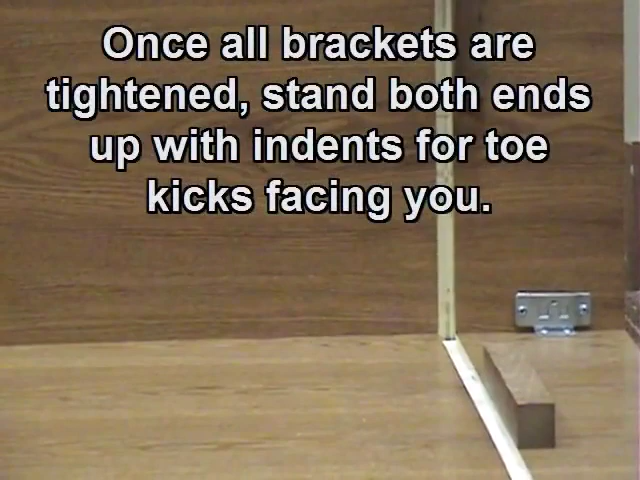 Once all brackets are
tightened, stand both ends
up with indents for toe
kicks facing you.